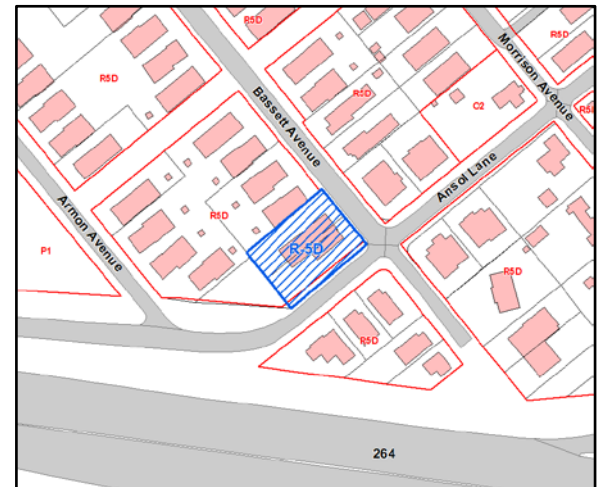 R5D
R5D
Morrison Avenue
R5D
R5D
Bassett Avenue
R5D
C2
R5
Ansol Lane
Armon Avenue
R5D
R-5D
P1
R5D
R5D
264